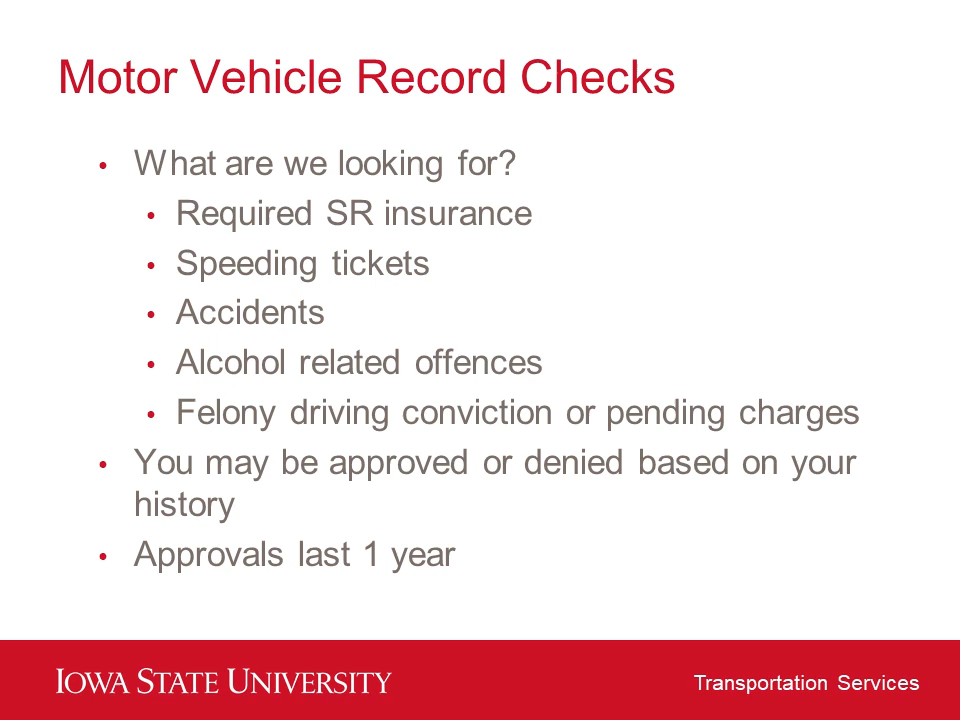 Motor Vehicle Record Checks
• What are we looking for?
• Required SR insurance
• Speeding tickets
• Accidents
• Alcohol related offences
• Felony driving conviction or pending charges
• You may be approved or denied based on your
history
• Approvals last 1 year
IOWA STATE UNIVERSITY
Transportation Services